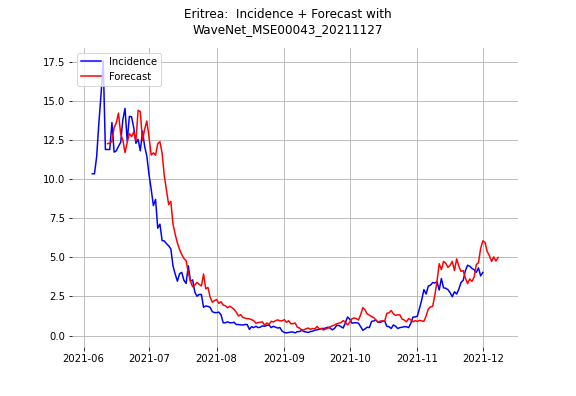 Eritrea:  Incidence + Forecast with
WaveNet_MSE00043_20211127
Incidence
Forecast
17.5
15.0
12.5
10.0
7.5
5.0
2.5
0.0
2021-06 2021-07 2021-08 2021-09 2021-10 2021-11 2021-12